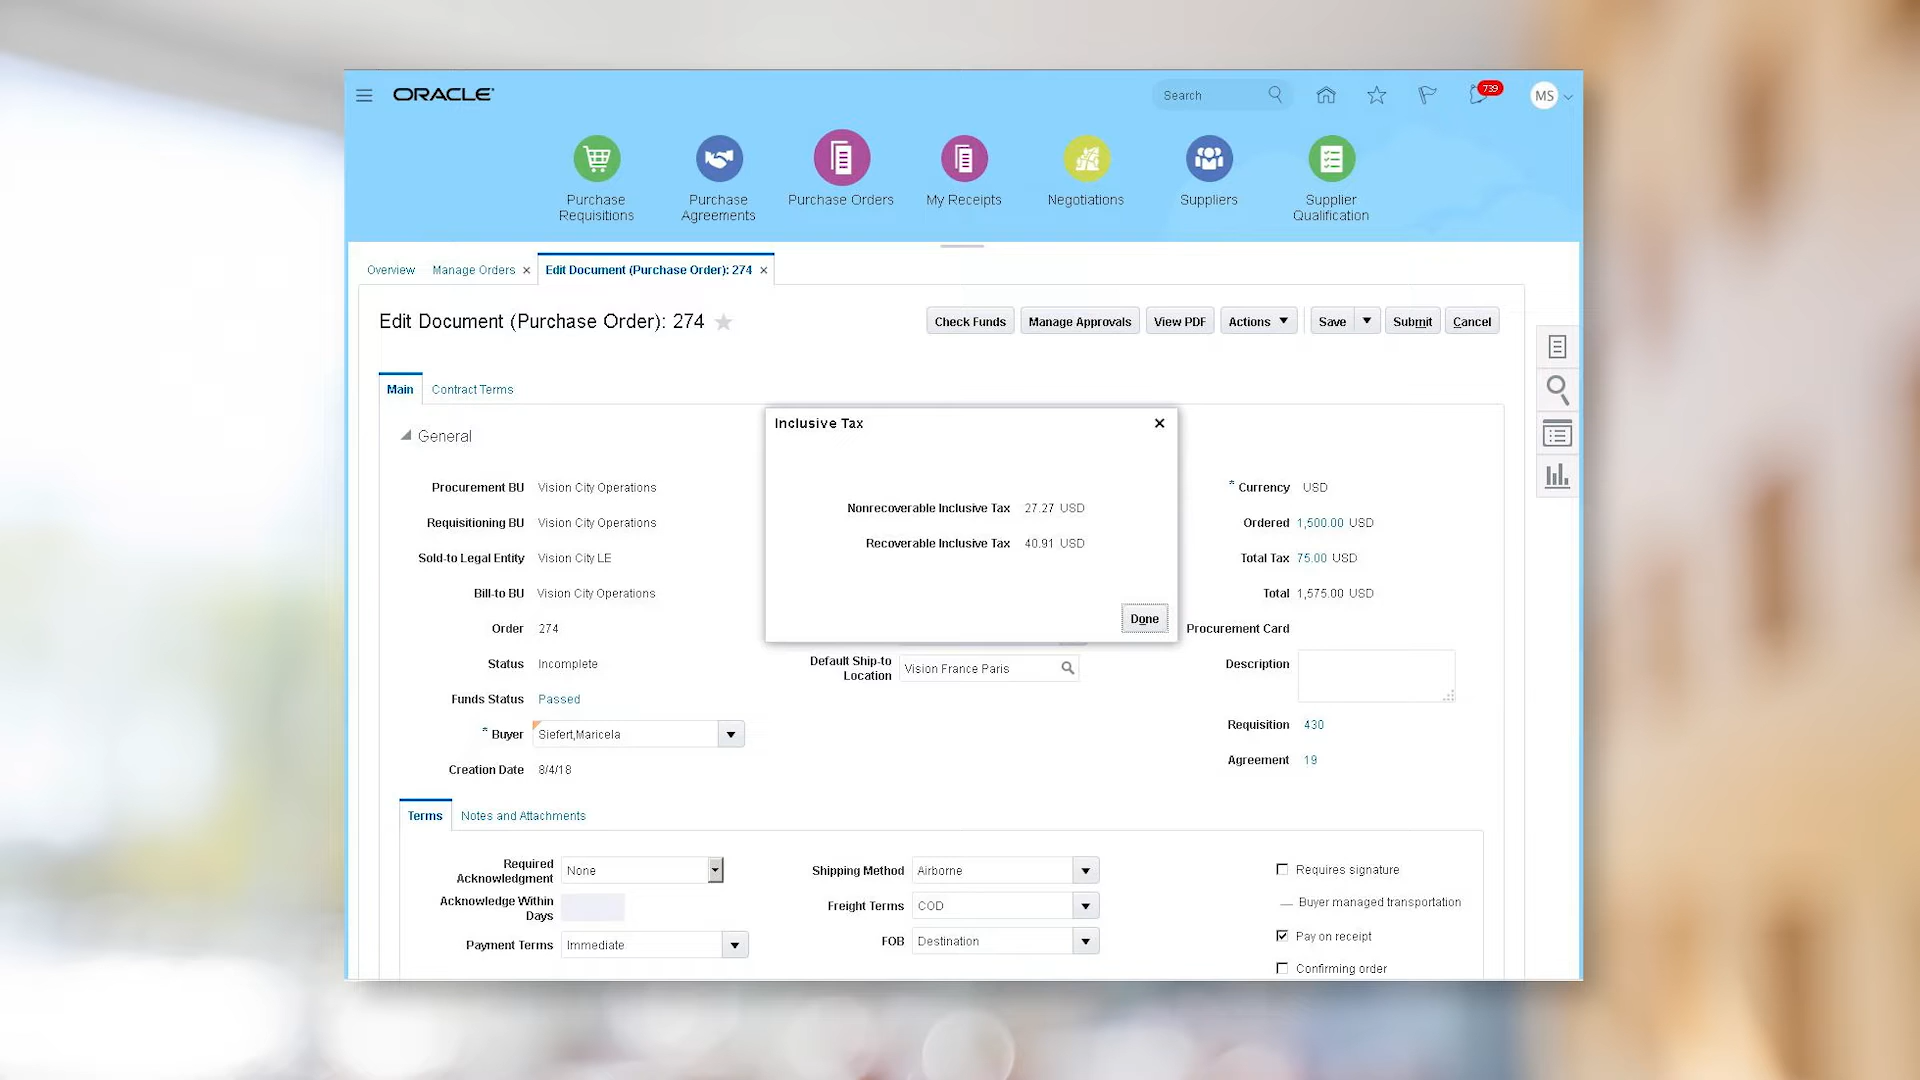 ORACLE
Search
739
MS
Purchase Requisitions
Purchase Agreements
Purchase Orders
My Receipts
Negotiations
Suppliers
Supplier Qualification
Overview
Manage Orders
Edit Document (Purchase Order): 274
Edit Document (Purchase Order): 274
Check Funds
Manage Approvals
View PDF
Actions
Save
Submit
Cancel
Main
Contract Terms
General
Procurement BU Vision City Operations
Requisitioning BU Vision City Operations
Sold-to Legal Entity Vision City LE
Bill-to BU Vision City Operations
Order 274
Status Incomplete
Funds Status Passed
* Buyer Siefert,Maricela
Creation Date 8/4/18
Inclusive Tax
Nonrecoverable Inclusive Tax 27.27 USD
Recoverable Inclusive Tax 40.91 USD
Done
Default Ship-to Location Vision France Paris
* Currency USD
Ordered 1,500.00 USD
Total Tax 75.00 USD
Total 1,575.00 USD
Procurement Card
Description
Requisition 430
Agreement 19
Terms
Notes and Attachments
Required Acknowledgment None
Acknowledge Within Days
Payment Terms Immediate
Shipping Method Airborne
Freight Terms COD
FOB Destination
Requires signature
Buyer managed transportation
Pay on receipt
Confirming order